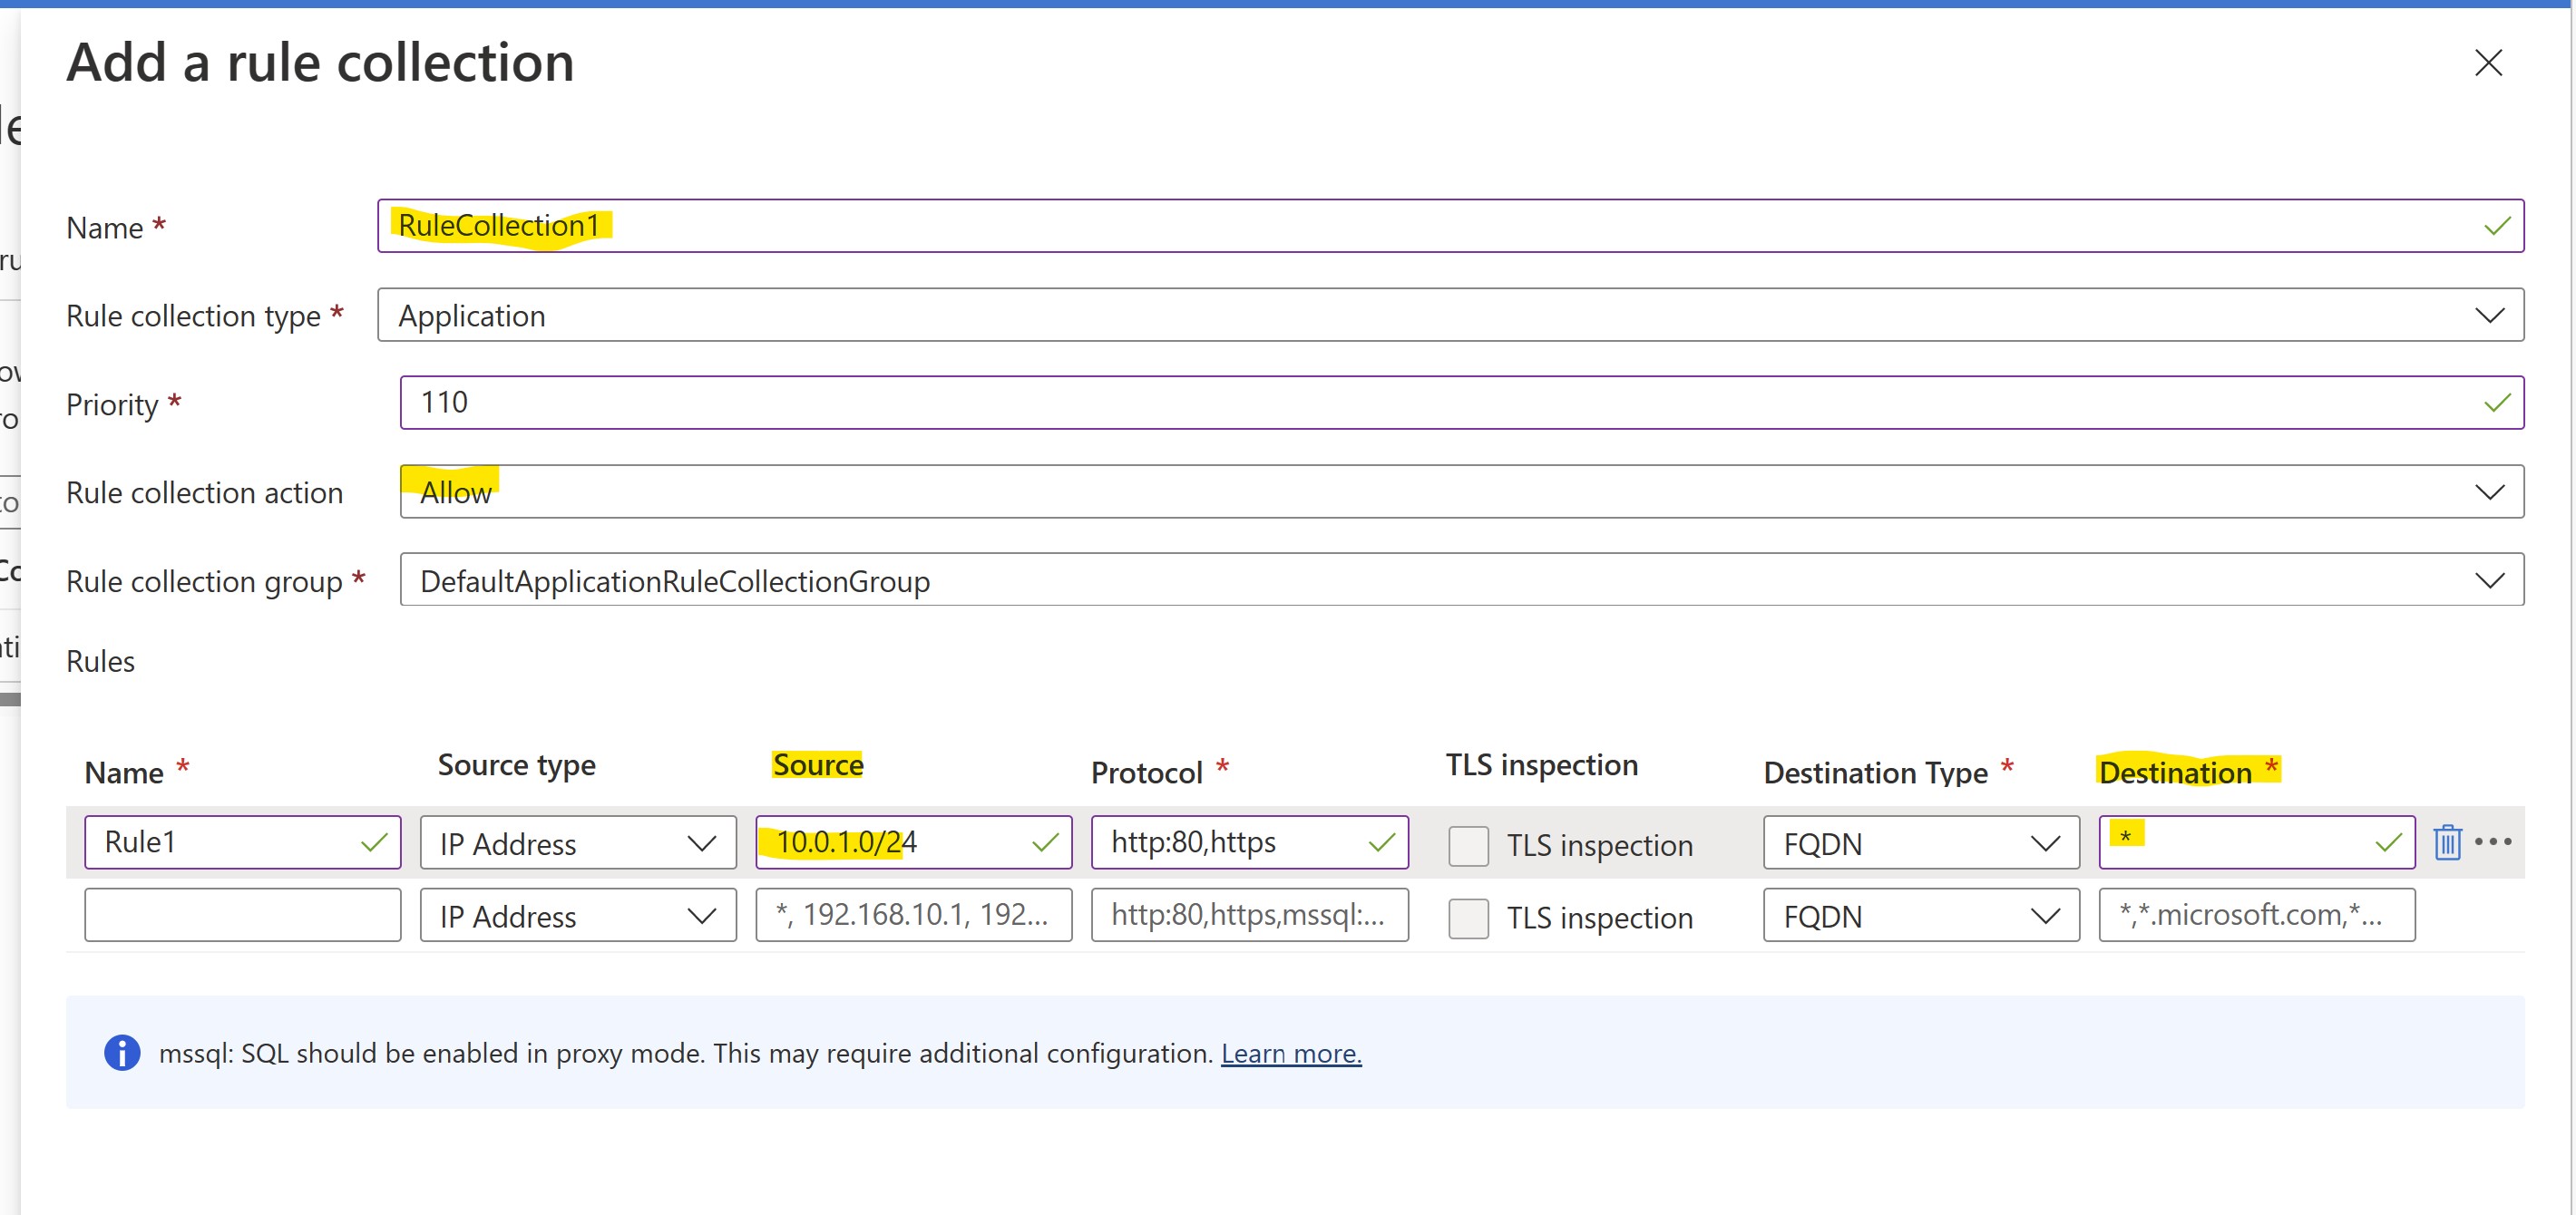 Add a rule collection
Name *
RuleCollection1
Rule collection type *
Application
Priority *
110
Rule collection action
Allow
Rule collection group *
DefaultApplicationRuleCollectionGroup
Rules
Name * Source type Source Protocol * TLS inspection Destination Type * Destination *
Rule1 IP Address 10.0.1.0/24 http:80,https TLS inspection FQDN *
IP Address *, 192.168.10.1, 192... http:80,https,mssql:... TLS inspection FQDN *,*.microsoft.com,*...
mssql: SQL should be enabled in proxy mode. This may require additional configuration. Learn more.